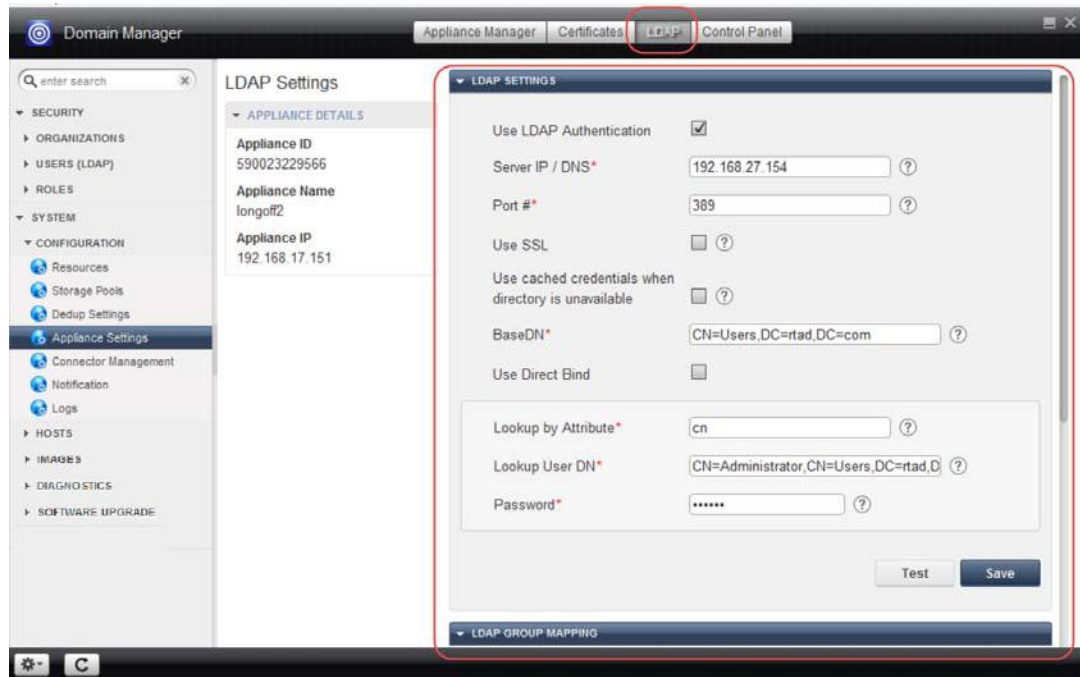 Domain Manager
Appliance Manager
Certificates
LDAP
Control Panel
enter search
SECURITY
ORGANIZATIONS
USERS (LDAP)
ROLES
SYSTEM
CONFIGURATION
Resources
Storage Pools
Dedup Settings
Appliance Settings
Connector Management
Notification
Logs
HOSTS
IMAGES
DIAGNOSTICS
SOFTWARE UPGRADE
LDAP Settings
APPLIANCE DETAILS
Appliance ID
590023229566
Appliance Name
longoff2
Appliance IP
192.168.17.151
LDAP SETTINGS
Use LDAP Authentication
Server IP / DNS* 192.168.27.154 ?
Port #* 389 ?
Use SSL ?
Use cached credentials when
directory is unavailable ?
BaseDN* CN=Users,DC=rtad,DC=com ?
Use Direct Bind
Lookup by Attribute* cn ?
Lookup User DN* CN=Administrator,CN=Users,DC=rtad,D ?
Password* •••••• ?
Test
Save
LDAP GROUP MAPPING